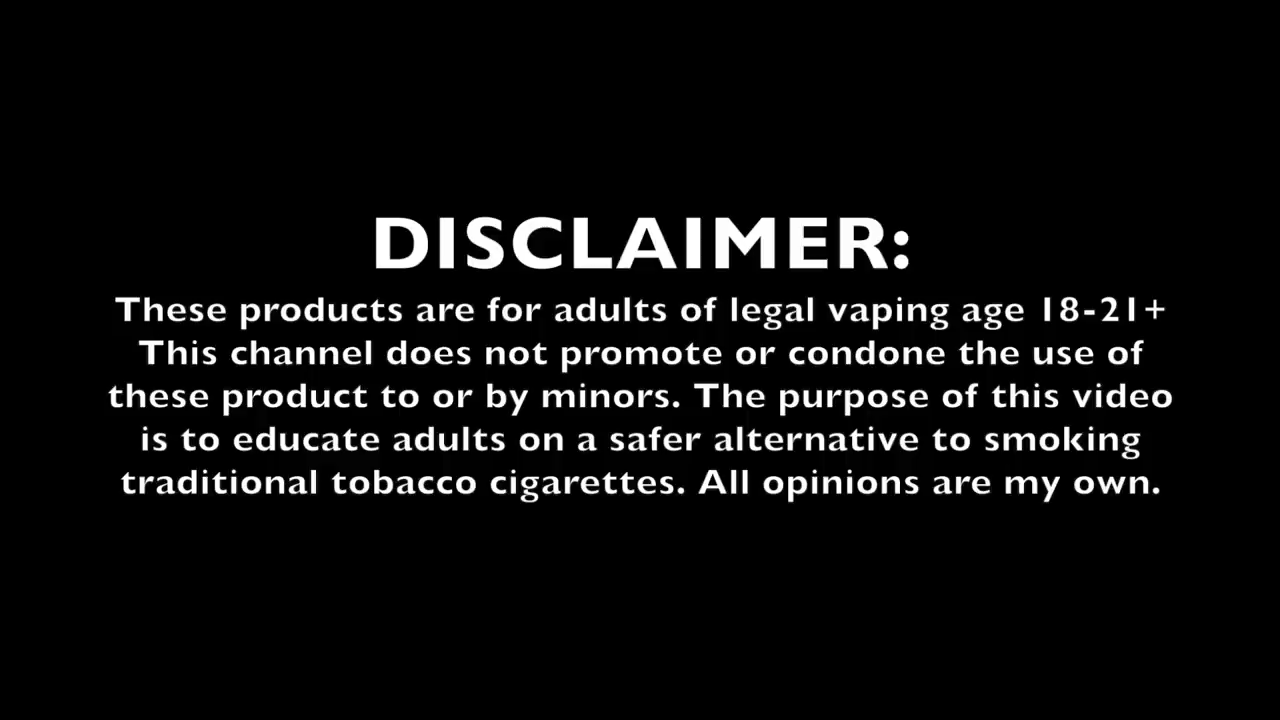 DISCLAIMER:
These products are for adults of legal vaping age 18-21+
This channel does not promote or condone the use of
these product to or by minors. The purpose of this video
is to educate adults on a safer alternative to smoking
traditional tobacco cigarettes. All opinions are my own.